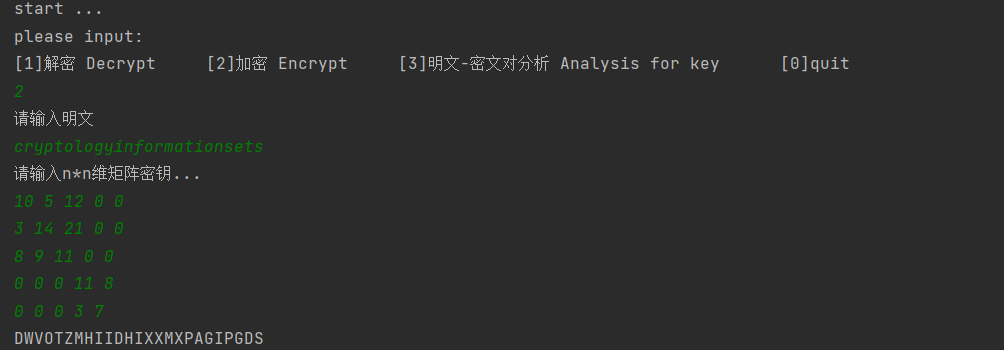 start ...
please input:
[1]解密 Decrypt [2]加密 Encrypt [3]明文-密文对分析 Analysis for key [0]quit
2
请输入明文
cryptologyinformationsets
请输入n*n维矩阵密钥...
10 5 12 0 0
3 14 21 0 0
8 9 11 0 0
0 0 0 11 8
0 0 0 3 7
DWVOTZMHIIDHIXXMXPAGIPGDS